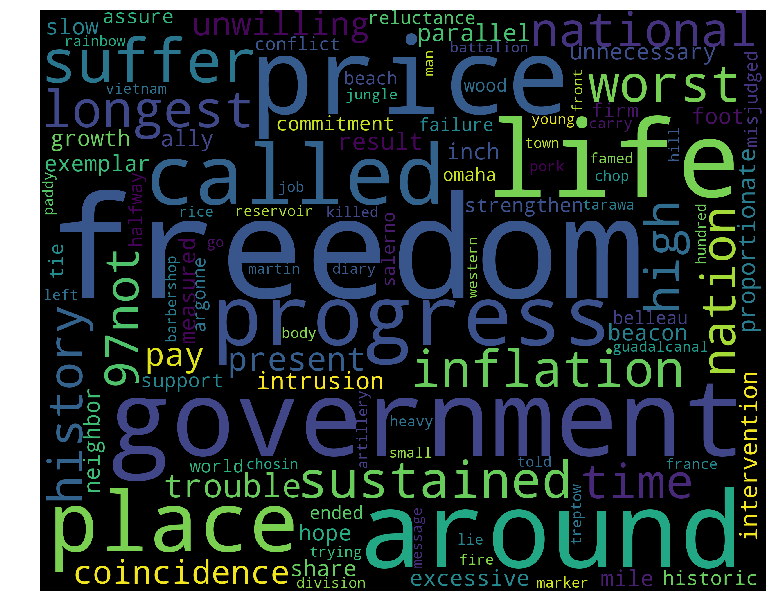 slow
assure
unwilling
reluctance
parallel
national
rainbow
conflict
man
battalion
unnecessary
suffer
price
worst
vietnam
beach
jungle
wood
front
longest
commitment
failure
young
firm
carry
foot
misjudged
growth
ally
result
called
inch
life
town
famed
hill
exemplar
halfway
job
omaha
pork
chop
paddy
rice
reservoir
killed
strengthen
tarawa
hundred
proportionate
freedom
tie
97not
measured
go
salerno
high
nation
martin
diary
western
left
barbershop
argonne
history
progress
belleau
beacon
body
guadalcanal
pay
present
inflation
support
intrusion
intervention
neighbor
government
artillery
heavy
small
world
chosin
told
france
trouble
sustained
time
place
ended
hope
message
around
treptow
lie
trying
fire
coincidence
share
division
excessive
marker
mile
historic